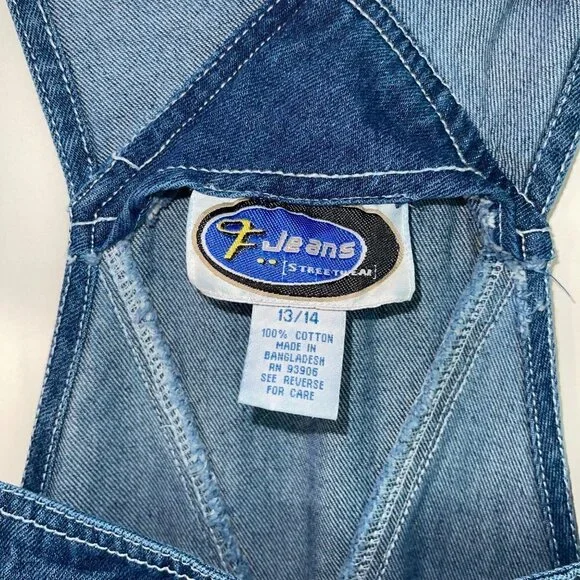 F Jeans
[STREETWEAR]
13/14
100% COTTON
MADE IN
BANGLADESH
RN 93906
SEE REVERSE
FOR CARE